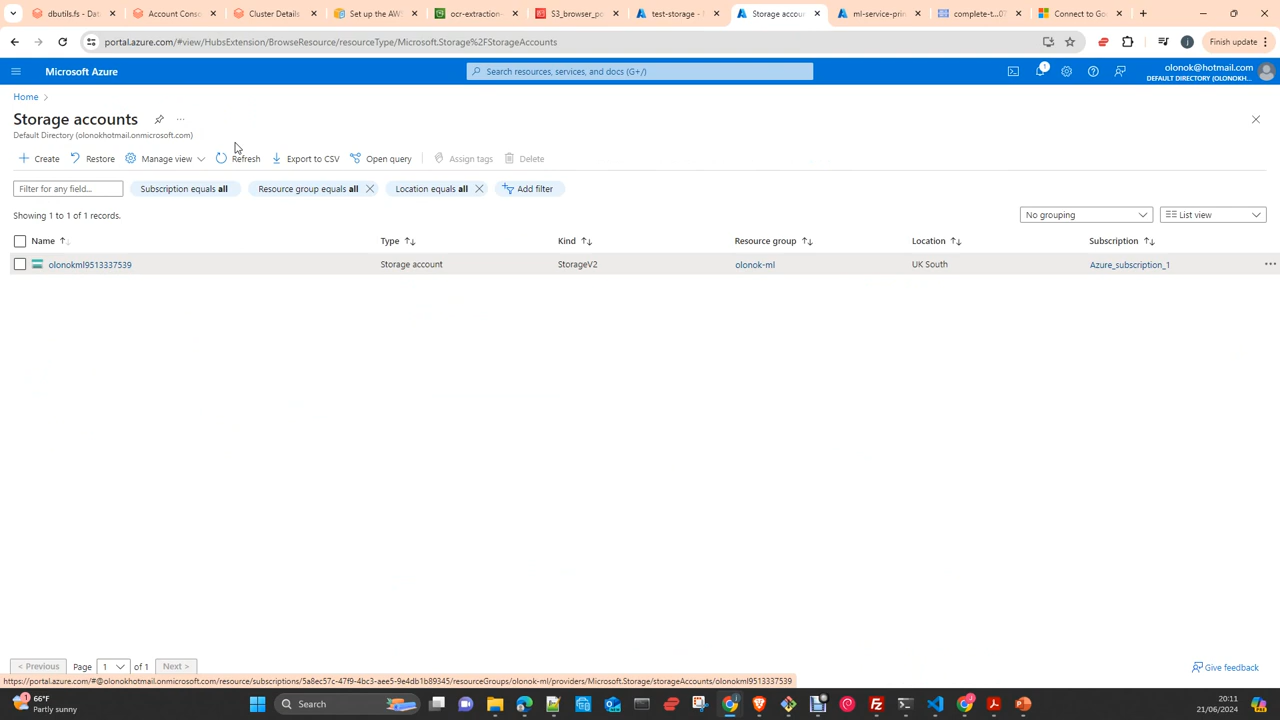 dbutils.fs - Dat
Account Conso
Cluster Details
Set up the AWS
ocr-extraction-
S3_browser_po
test-storage -
Storage accoun
ml-service-prin
complete-t...07
Connect to Goo
portal.azure.com/#view/HubsExtension/BrowseResource/resourceType/Microsoft.Storage%2FStorageAccounts
Finish update
Microsoft Azure
Search resources, services, and docs (G+/)
1
olonok@hotmail.com
DEFAULT DIRECTORY (OLONOKH...
Home
Storage accounts
Default Directory (olonokhotmail.onmicrosoft.com)
Create
Restore
Manage view
Refresh
Export to CSV
Open query
Assign tags
Delete
Filter for any field...
Subscription equals all
Resource group equals all
Location equals all
Add filter
Showing 1 to 1 of 1 records.
No grouping
List view
Name
Type
Kind
Resource group
Location
Subscription
olonokml9513337539
Storage account
StorageV2
olonok-ml
UK South
Azure_subscription_1
< Previous
Page
1
of 1
Next >
Give feedback
https://portal.azure.com/#@olonokhotmail.onmicrosoft.com/resource/subscriptions/5a8ec57c-47f9-4bc3-aee5-9e4db1b89345/resourceGroups/olonok-ml/providers/Microsoft.Storage/storageAccounts/olonokml9513337539
66°F
Partly sunny
Search
20:11
21/06/2024